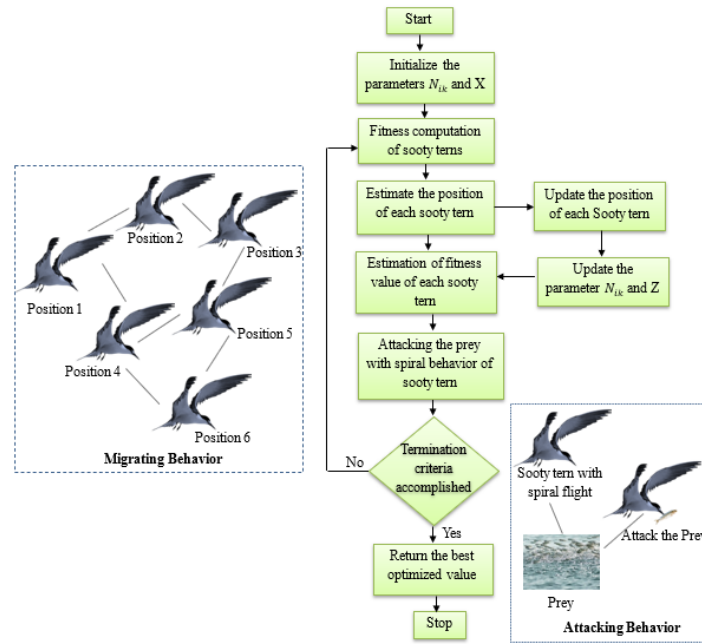 Start
Initialize the
parameters N_ik and X
Fitness computation
of sooty terns
Estimate the position
of each sooty tern
Update the position
of each Sooty tern
Update the
parameter N_ik and Z
Estimation of fitness
value of each sooty
tern
Attacking the prey
with spiral behavior of
sooty tern
Termination
criteria
accomplished
No
Yes
Return the best
optimized value
Stop
Position 1
Position 2
Position 3
Position 4
Position 5
Position 6
Migrating Behavior
Sooty tern with
spiral flight
Attack the Prey
Prey
Attacking Behavior